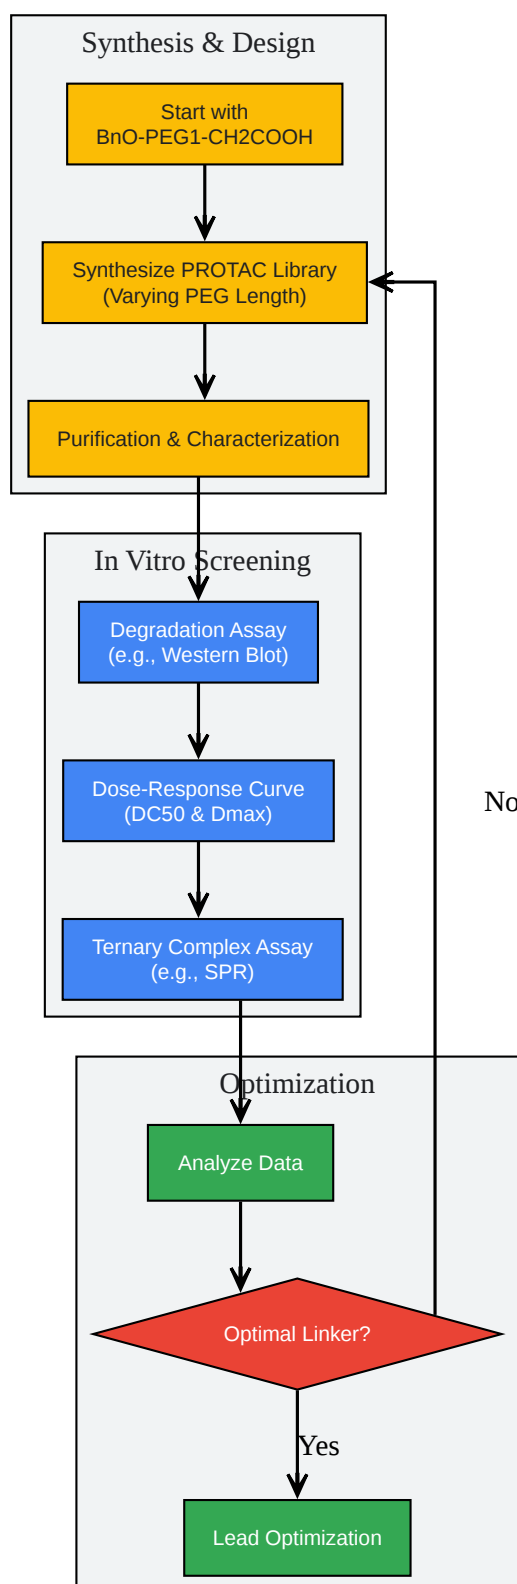 Synthesis & Design
Start with
BnO-PEG1-CH2COOH
Synthesize PROTAC Library
(Varying PEG Length)
Purification & Characterization
In Vitro Screening
Degradation Assay
(e.g., Western Blot)
Dose-Response Curve
(DC50 & Dmax)
No
Ternary Complex Assay
(e.g., SPR)
Optimization
Analyze Data
Optimal Linker?
Yes
Lead Optimization